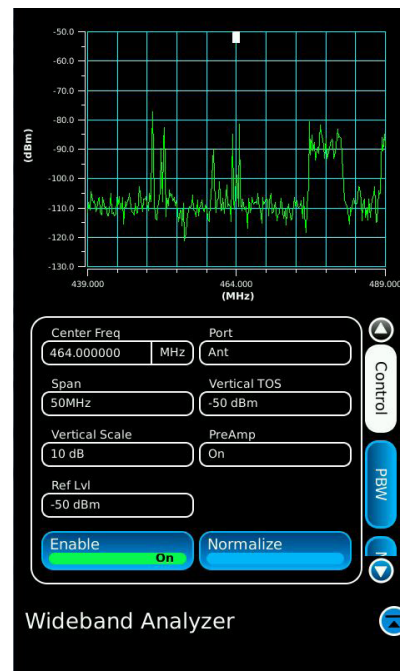 -50.0
-60.0
-70.0
-80.0
(dBm)
-90.0
-100.0
-110.0
-120.0
-130.0
439.000 464.000 489.000
(MHz)
Center Freq Port
464.000000 MHz Ant
Span Vertical TOS
50MHz -50 dBm
Vertical Scale PreAmp
10 dB On
Ref Lvl
-50 dBm
Enable Normalize
On
Control
PBW
Wideband Analyzer